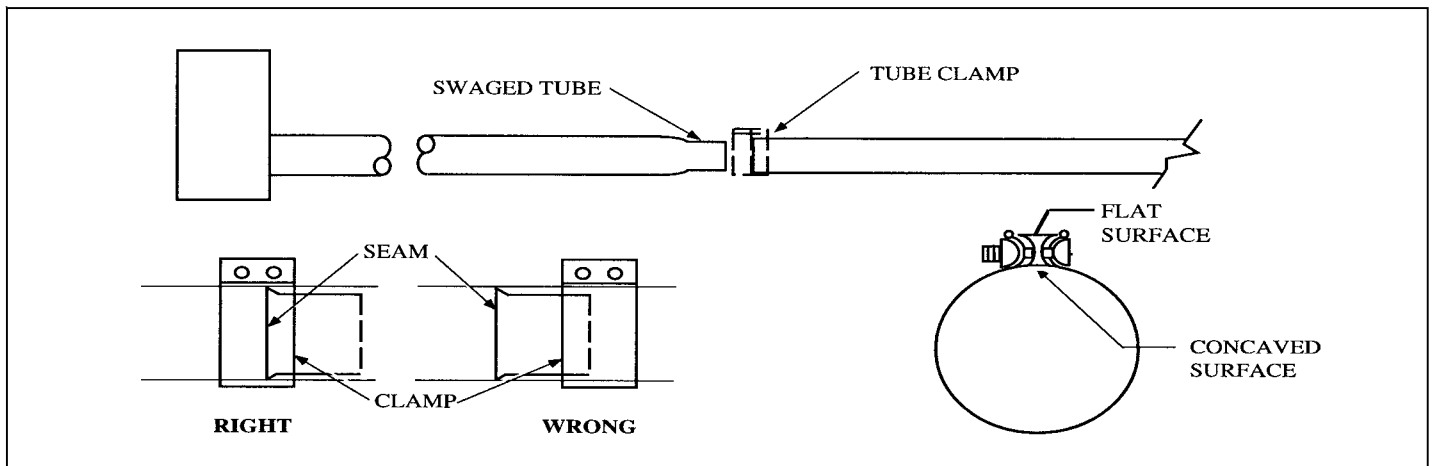 SWAGED TUBE
TUBE CLAMP
FLAT
SURFACE
SEAM
CONCAVED
SURFACE
CLAMP
RIGHT
WRONG